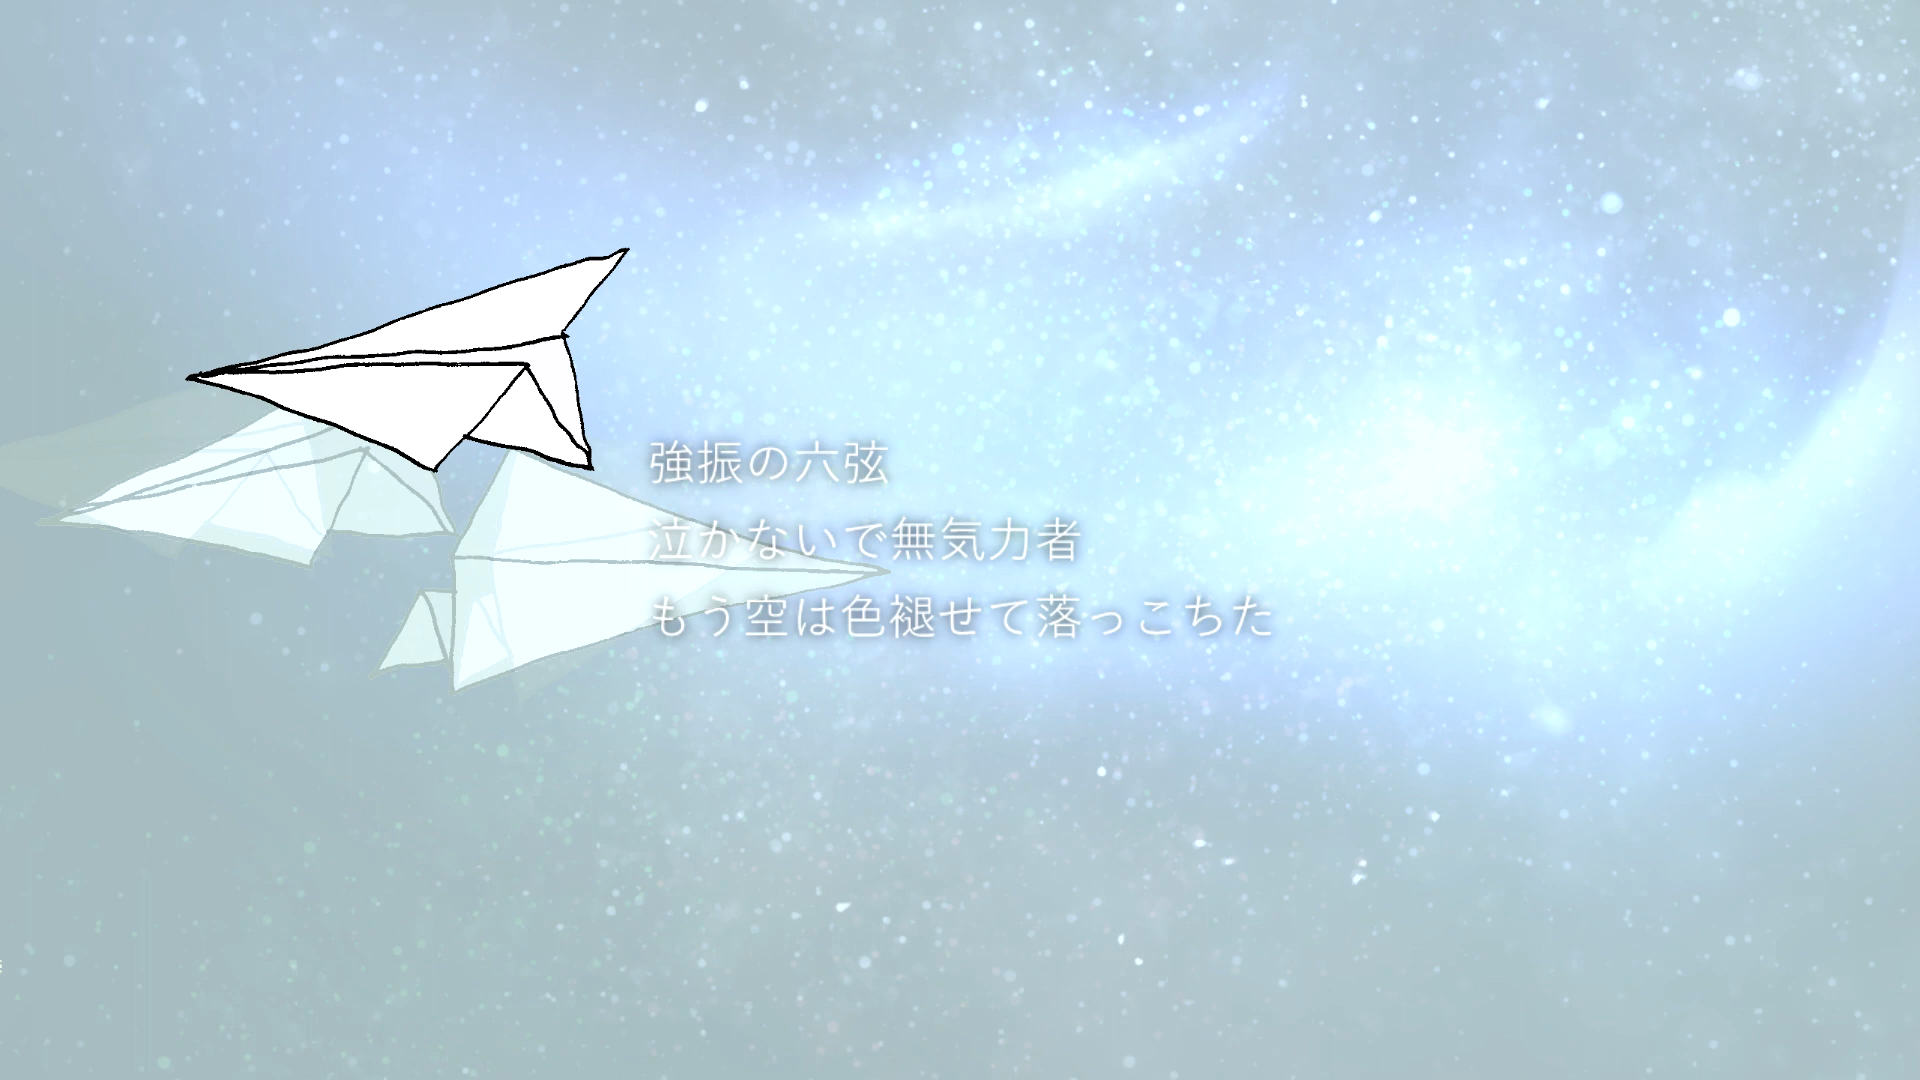 強振の六弦
泣かないで無気力者
もう空は色褪せて落っこちた